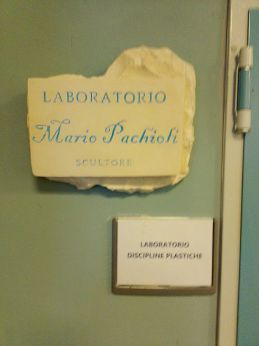 LABORATORIO
Mario Pachioli
SCULTORE
LABORATORIO
DISCIPLINE PLASTICHE